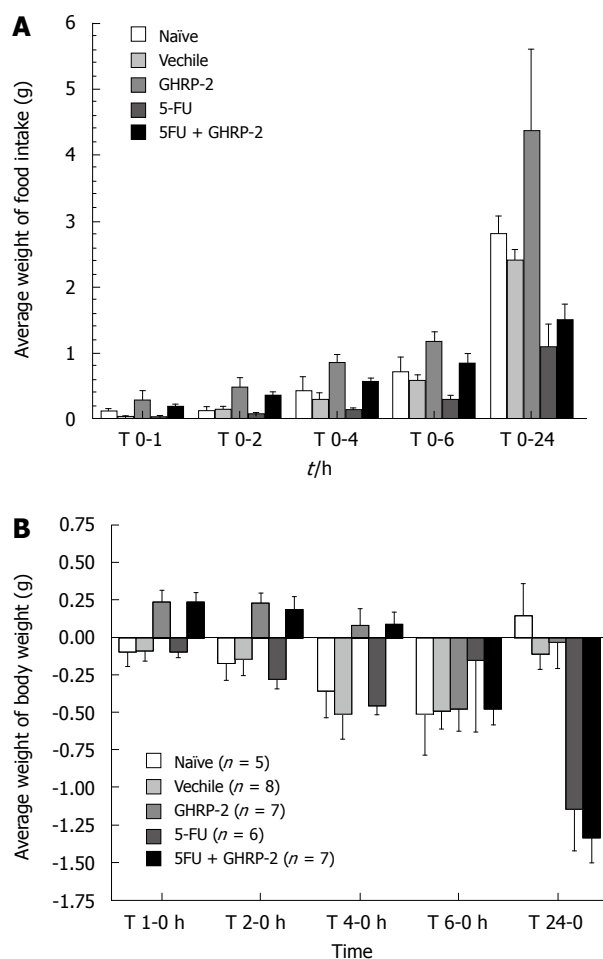 A
Average weight of food intake (g)
6
5
4
3
2
1
0
Naïve
Vechile
GHRP-2
5-FU
5FU + GHRP-2
T 0-1 T 0-2 T 0-4 T 0-6 T 0-24
t/h
B
Average weight of body weight (g)
0.75
0.50
0.25
0.00
-0.25
-0.50
-0.75
-1.00
-1.25
-1.50
-1.75
Naïve (n = 5)
Vechile (n = 8)
GHRP-2 (n = 7)
5-FU (n = 6)
5FU + GHRP-2 (n = 7)
T 1-0 h T 2-0 h T 4-0 h T 6-0 h T 24-0
Time